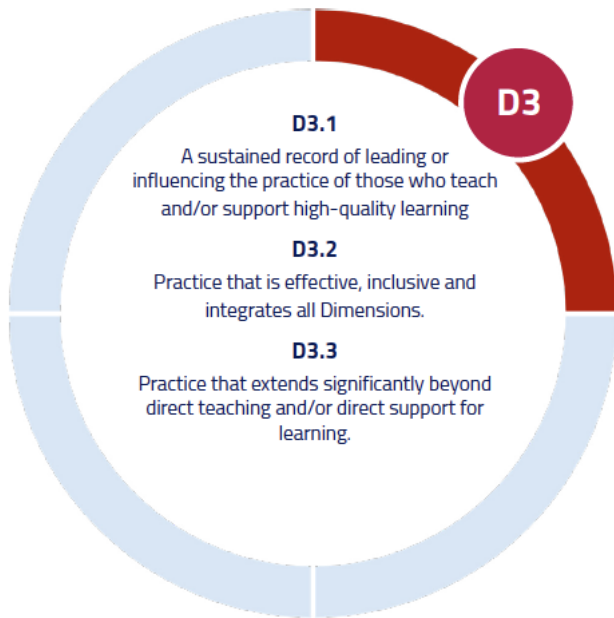 D3
D3.1
A sustained record of leading or
influencing the practice of those who teach
and/or support high-quality learning
D3.2
Practice that is effective, inclusive and
integrates all Dimensions.
D3.3
Practice that extends significantly beyond
direct teaching and/or direct support for
learning.